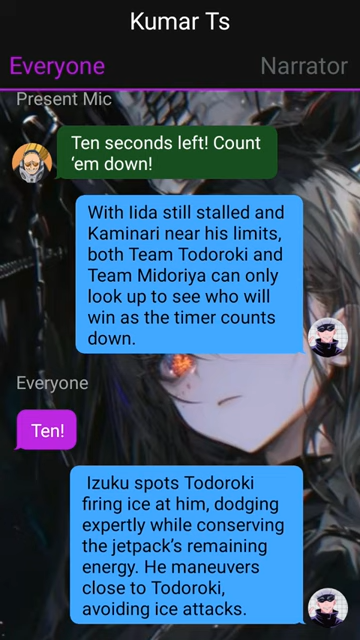 Kumar Ts
Everyone
Narrator
Present Mic
Ten seconds left! Count
‘em down!
With Iida still stalled and
Kaminari near his limits,
both Team Todoroki and
Team Midoriya can only
look up to see who will
win as the timer counts
down.
Everyone
Ten!
Izuku spots Todoroki
firing ice at him, dodging
expertly while conserving
the jetpack’s remaining
energy. He maneuvers
close to Todoroki,
avoiding ice attacks.